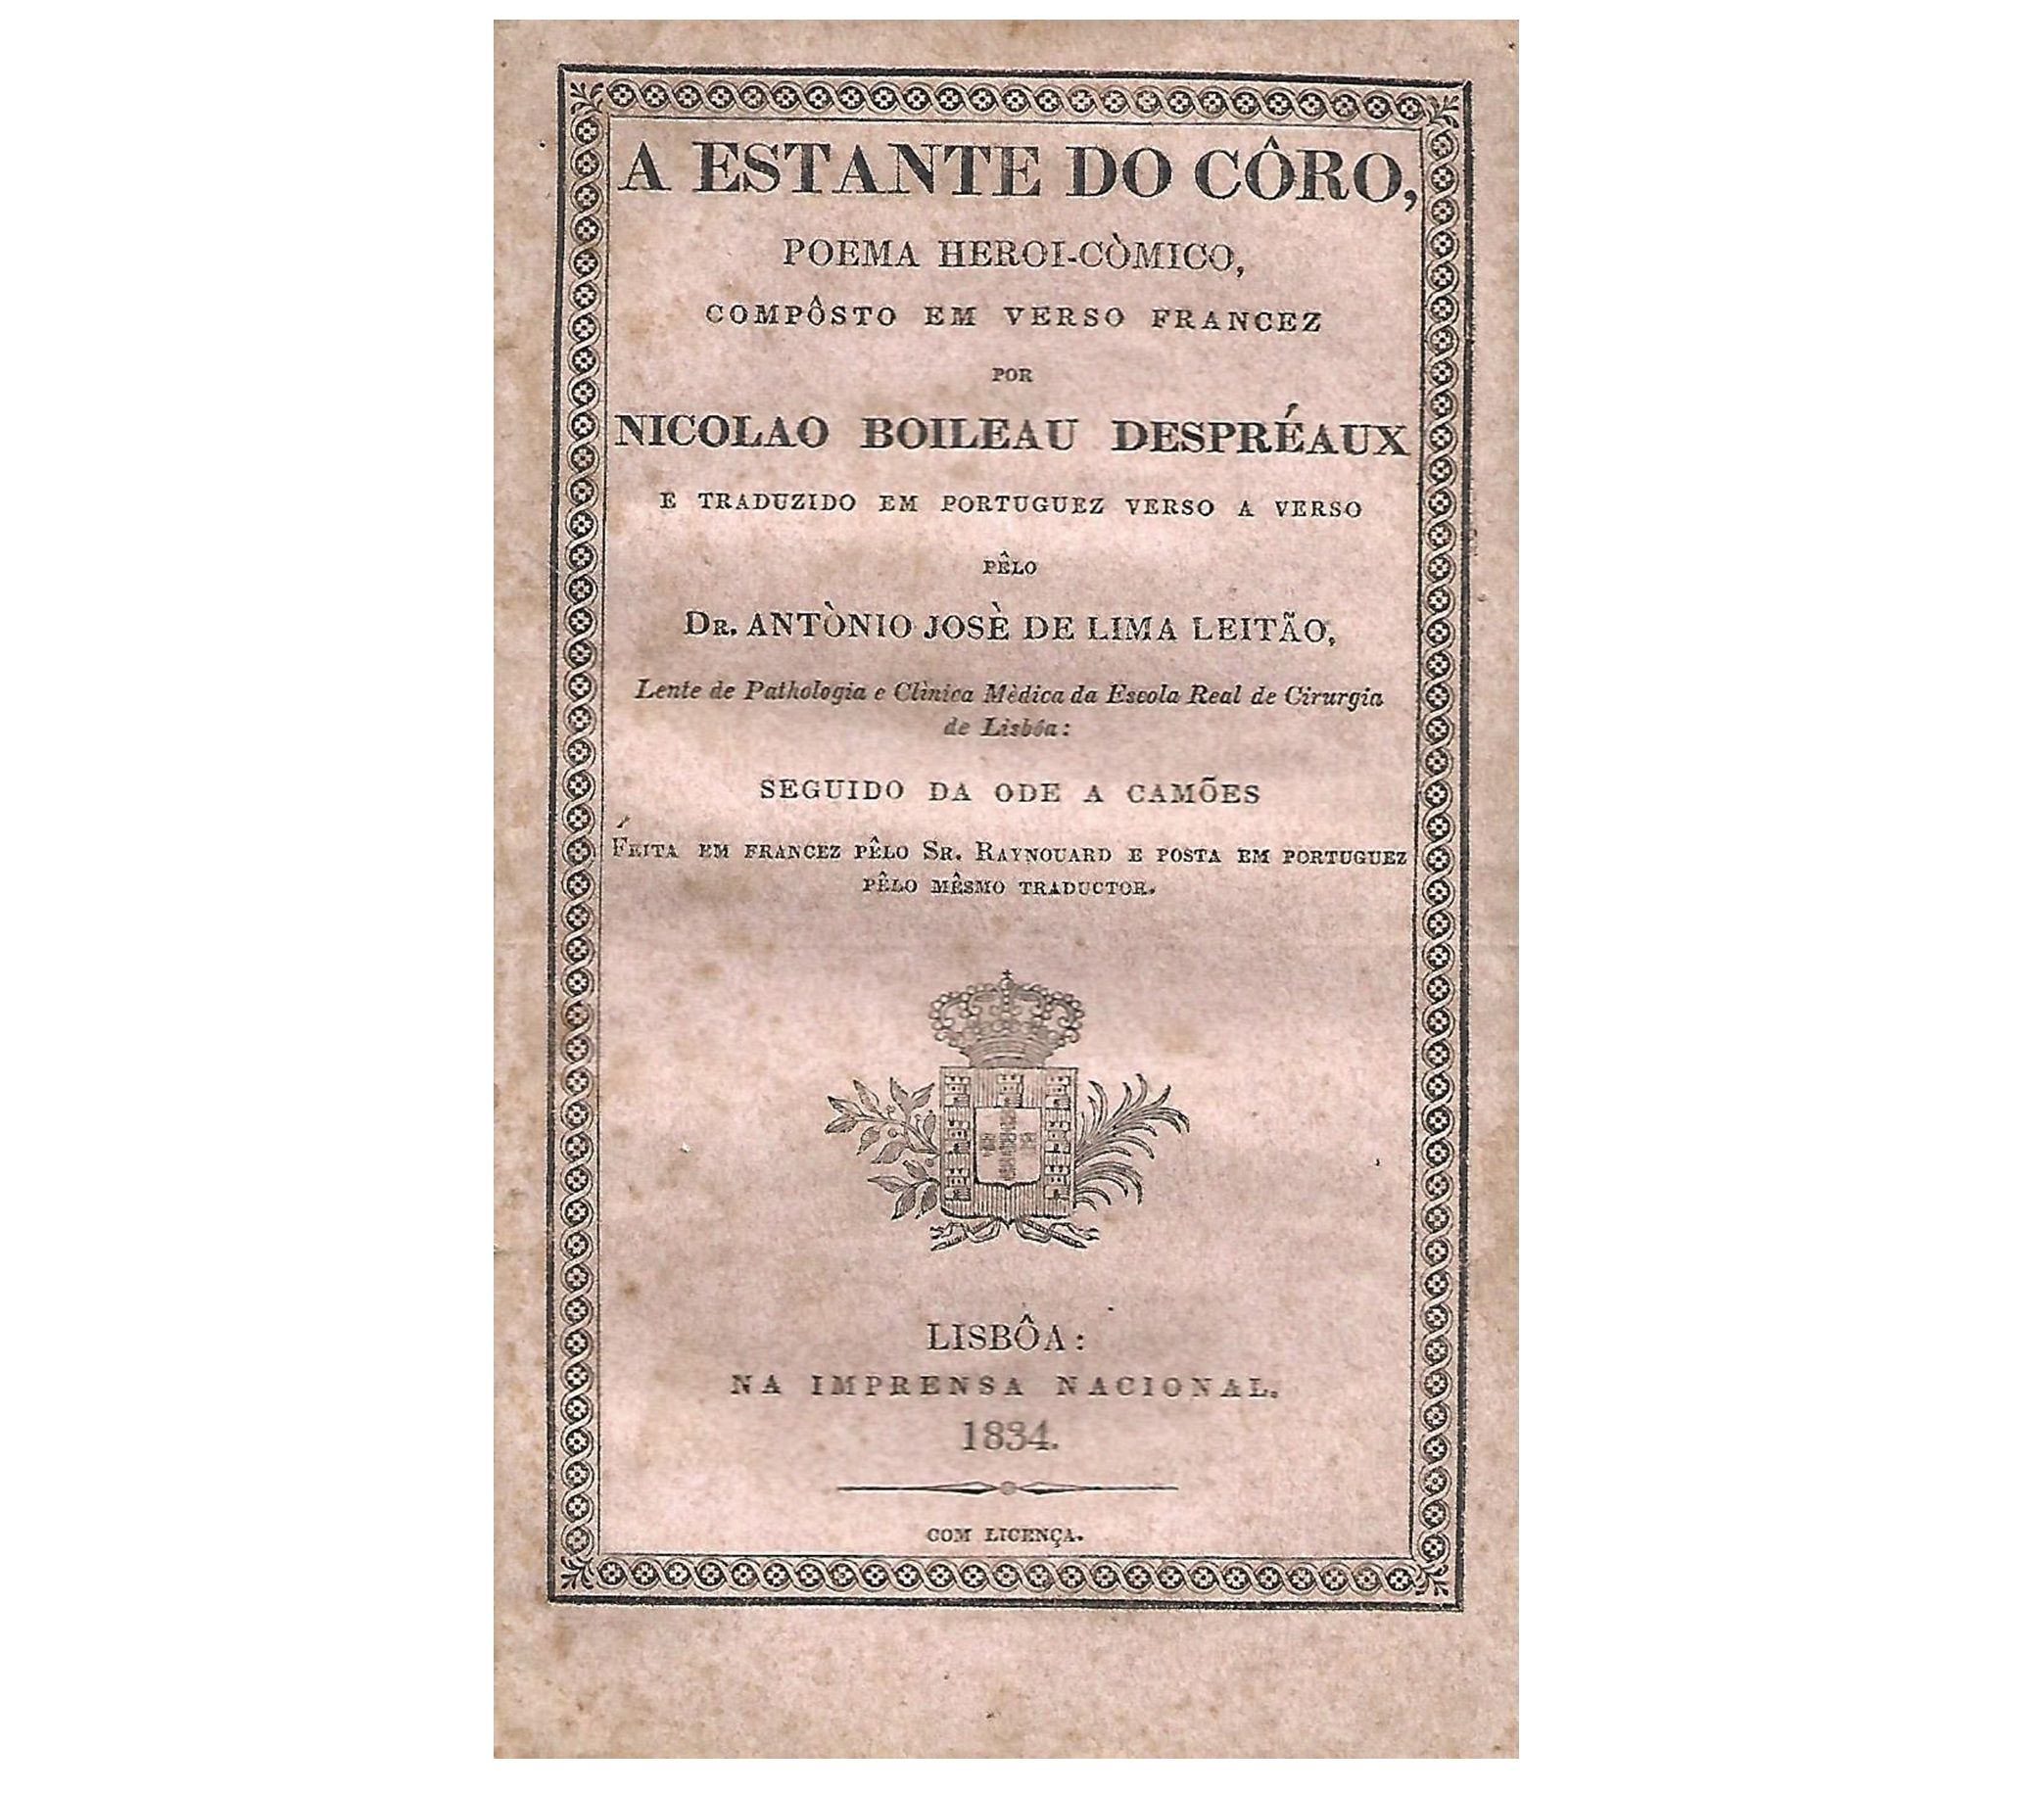 A ESTANTE DO CÔRO,
POEMA HEROI-CÒMICO,
COMPÔSTO EM VERSO FRANCEZ
POR
NICOLAO BOILEAU DESPRÉAUX
E TRADUZIDO EM PORTUGUEZ VERSO A VERSO
PÊLO
DR. ANTÒNIO JOSÈ DE LIMA LEITÃO,
Lente de Pathologia e Clìnica Mèdica da Escola Real de Cirurgia
de Lisbôa:
SEGUIDO DA ODE A CAMÕES
FEITA EM FRANCEZ PÊLO SR. RAYNOUARD E POSTA EM PORTUGUEZ
PÊLO MÊSMO TRADUCTOR.
LISBÔA:
NA IMPRENSA NACIONAL.
1834.
COM LICENÇA.